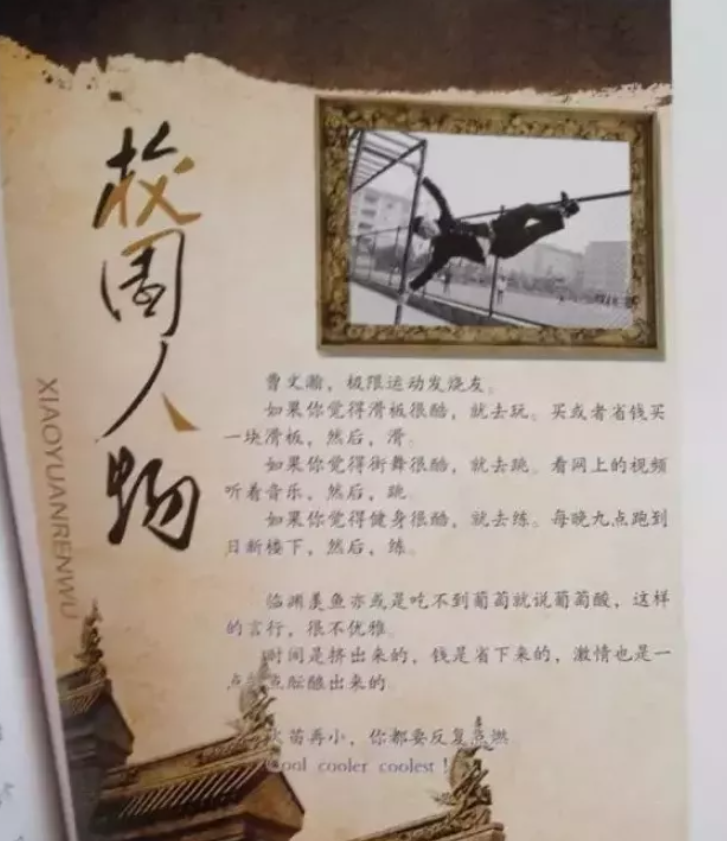 校园人物
XIAOYUANRENWU
曹文瀚，极限运动发烧友。
如果你觉得滑板很酷，就去玩。买或者省钱买
一块滑板，然后，滑。
如果你觉得街舞很酷，就去跳。看网上的视频
听着音乐，然后，跳。
如果你觉得健身很酷，就去练。每晚九点跑到
日新楼下，然后，练。
临渊羡鱼亦或是吃不到葡萄就说葡萄酸，这样
的言行，很不优雅。
时间是挤出来的，钱是省下来的，激情也是一
点一点酝酿出来的。
火苗再小，你都要反复点燃
Cool cooler coolest！